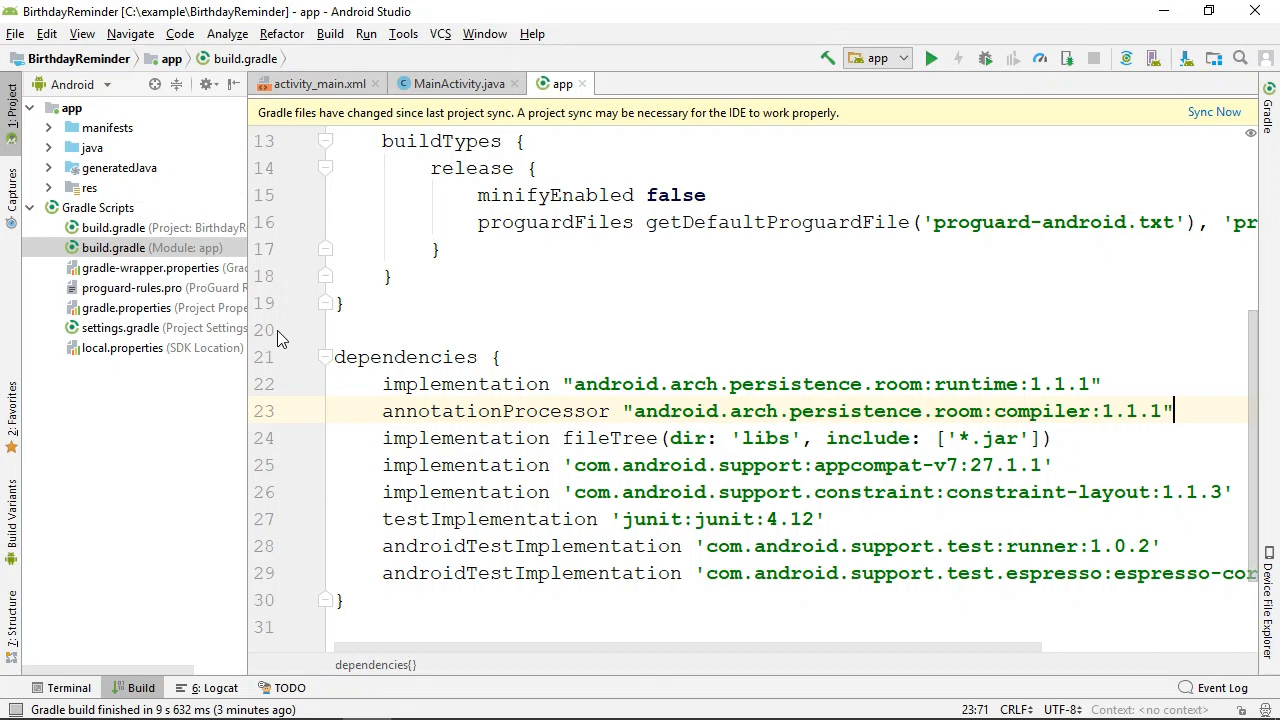 BirthdayReminder [C:\example\BirthdayReminder] - app - Android Studio
File Edit View Navigate Code Analyze Refactor Build Run Tools VCS Window Help
BirthdayReminder app build.gradle app
1: Project Android activity_main.xml MainActivity.java app Gradle
Gradle files have changed since last project sync. A project sync may be necessary for the IDE to work properly. Sync Now
app
manifests
java
generatedJava
res
Gradle Scripts
build.gradle (Project: BirthdayR
build.gradle (Module: app)
gradle-wrapper.properties (Gra
proguard-rules.pro (ProGuard R
gradle.properties (Project Prope
settings.gradle (Project Settings
local.properties (SDK Location)
Captures
2: Favorites
Build Variants
7: Structure
13 buildTypes {
14 release {
15 minifyEnabled false
16 proguardFiles getDefaultProguardFile('proguard-android.txt'), 'pr
17 }
18 }
19 }
20
21 dependencies {
22 implementation "android.arch.persistence.room:runtime:1.1.1"
23 annotationProcessor "android.arch.persistence.room:compiler:1.1.1"
24 implementation fileTree(dir: 'libs', include: ['*.jar'])
25 implementation 'com.android.support:appcompat-v7:27.1.1'
26 implementation 'com.android.support.constraint:constraint-layout:1.1.3'
27 testImplementation 'junit:junit:4.12'
28 androidTestImplementation 'com.android.support.test:runner:1.0.2'
29 androidTestImplementation 'com.android.support.test.espresso:espresso-cor
30 }
31
dependencies{}
Device File Explorer
Terminal Build 6: Logcat TODO Event Log
Gradle build finished in 9 s 632 ms (3 minutes ago) 23:71 CRLF UTF-8 Context: <no context>